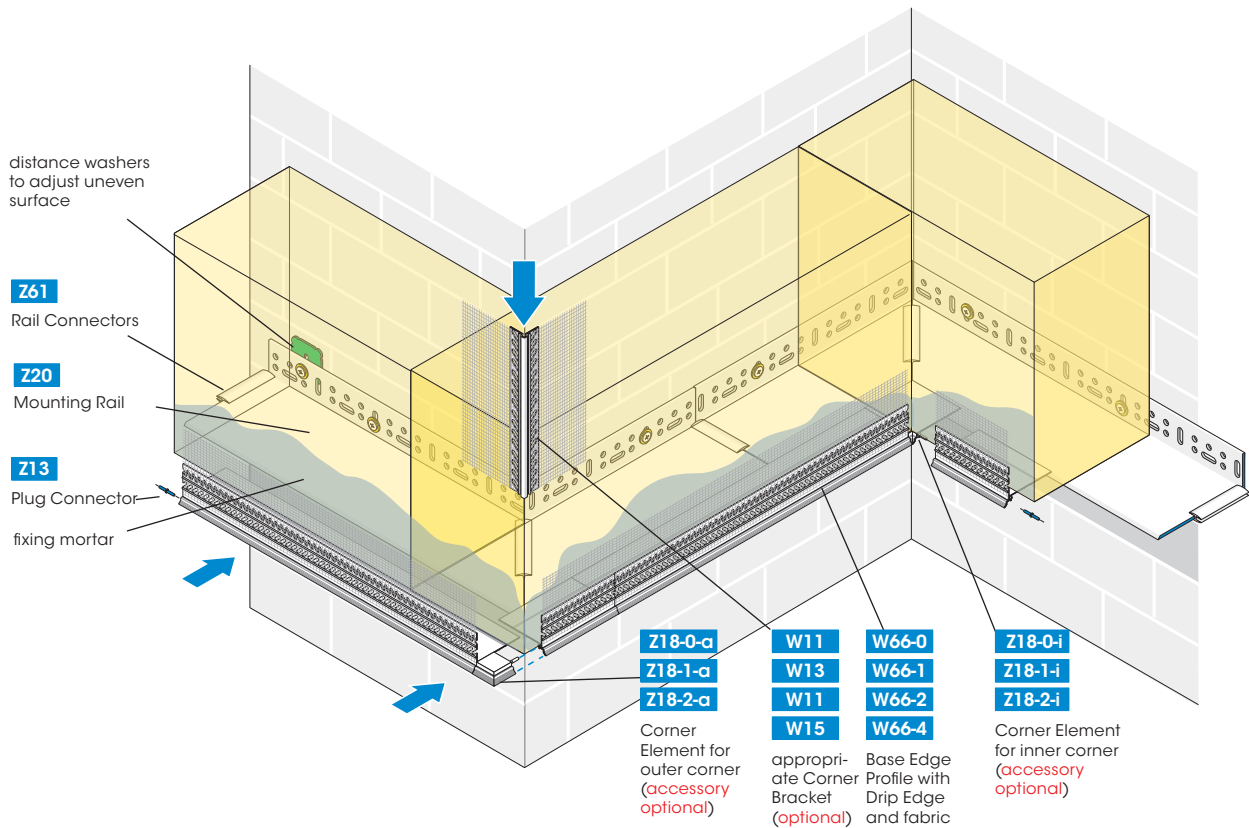 distance washers
to adjust uneven
surface
Z61
Rail Connectors
Z20
Mounting Rail
Z13
Plug Connector
fixing mortar
Z18-0-a
Z18-1-a
Z18-2-a
Corner
Element for
outer corner
(accessory
optional)
W11
W13
W11
W15
appropri-
ate Corner
Bracket
(optional)
W66-0
W66-1
W66-2
W66-4
Base Edge
Profile with
Drip Edge
and fabric
Z18-0-i
Z18-1-i
Z18-2-i
Corner Element
for inner corner
(accessory
optional)